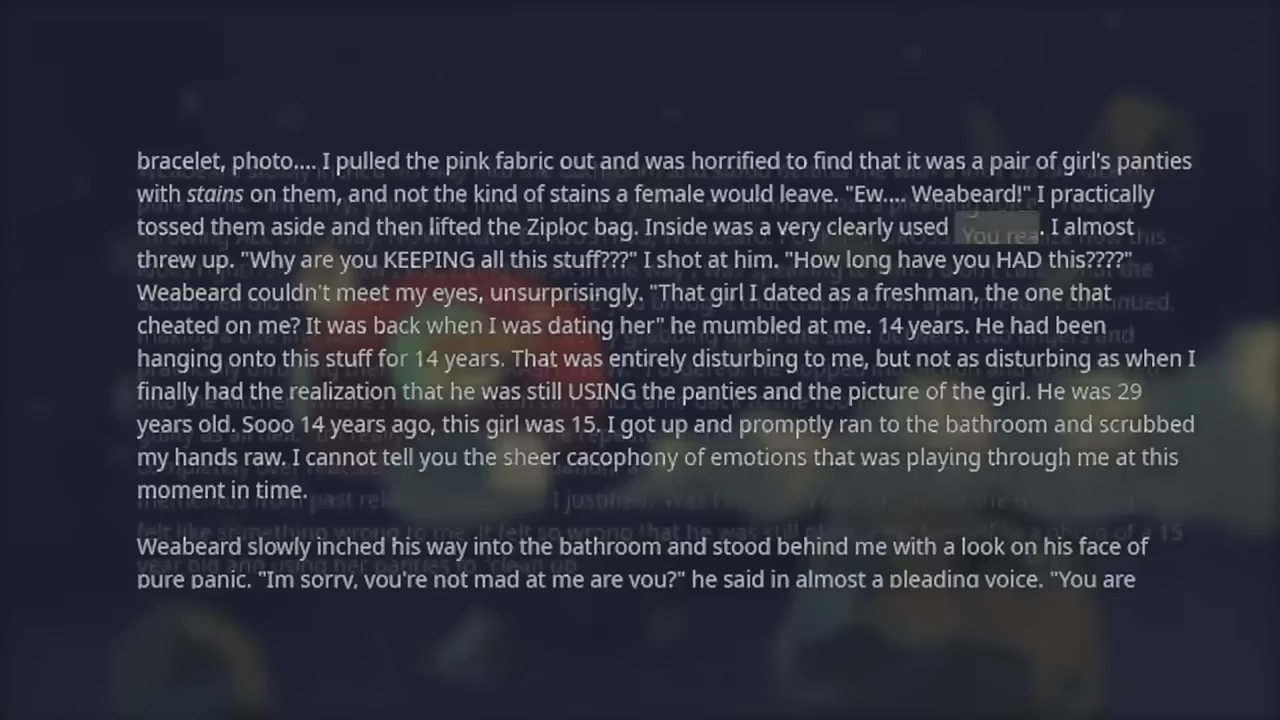 bracelet, photo.... I pulled the pink fabric out and was horrified to find that it was a pair of girl's panties
with stains on them, and not the kind of stains a female would leave. "Ew.... Weabeard!" I practically
tossed them aside and then lifted the Ziploc bag. Inside was a very clearly used . I almost
threw up. "Why are you KEEPING all this stuff???" I shot at him. "How long have you HAD this????"
Weabeard couldn't meet my eyes, unsurprisingly. "That girl I dated as a freshman, the one that
cheated on me? It was back when I was dating her" he mumbled at me. 14 years. He had been
hanging onto this stuff for 14 years. That was entirely disturbing to me, but not as disturbing as when I
finally had the realization that he was still USING the panties and the picture of the girl. He was 29
years old. Sooo 14 years ago, this girl was 15. I got up and promptly ran to the bathroom and scrubbed
my hands raw. I cannot tell you the sheer cacophony of emotions that was playing through me at this
moment in time.
Weabeard slowly inched his way into the bathroom and stood behind me with a look on his face of
pure panic. "Im sorry, you're not mad at me are you?" he said in almost a pleading voice. "You are